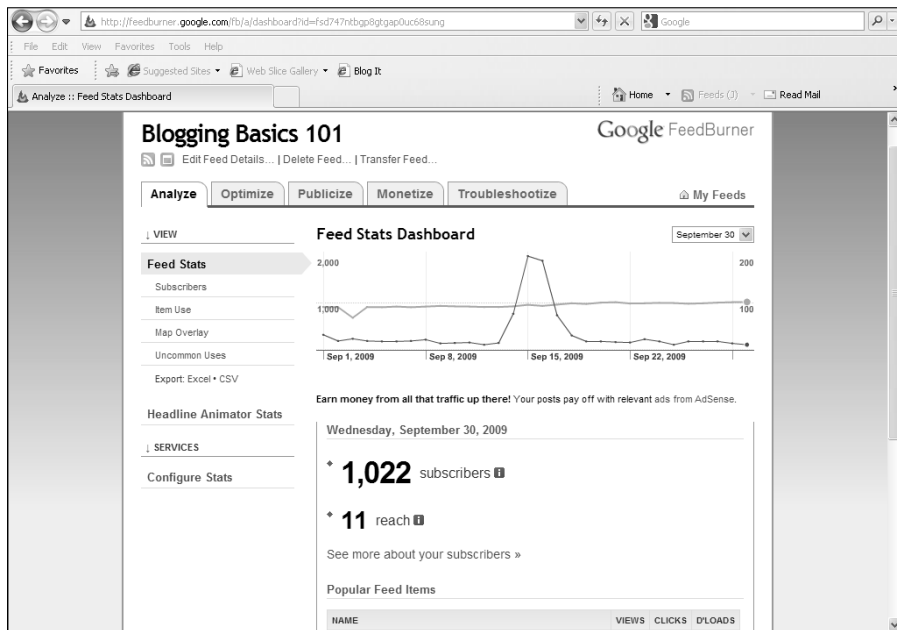 http://feedburner.google.com/fb/a/dashboard?id=fsd747ntbgp8gtgap0uc68sung
Google
File Edit View Favorites Tools Help
Favorites Suggested Sites Web Slice Gallery Blog It
Analyze :: Feed Stats Dashboard
Home Feeds (J) Read Mail
Blogging Basics 101
Google FeedBurner
Edit Feed Details... | Delete Feed... | Transfer Feed...
Analyze Optimize Publicize Monetize Troubleshootize
My Feeds
↓ VIEW
Feed Stats
Subscribers
Item Use
Map Overlay
Uncommon Uses
Export: Excel • CSV
Headline Animator Stats
↓ SERVICES
Configure Stats
Feed Stats Dashboard
September 30
2,000 200
1,000 100
Sep 1, 2009 Sep 8, 2009 Sep 15, 2009 Sep 22, 2009
Earn money from all that traffic up there! Your posts pay off with relevant ads from AdSense.
Wednesday, September 30, 2009
1,022 subscribers
11 reach
See more about your subscribers »
Popular Feed Items
NAME VIEWS CLICKS D'LOADS